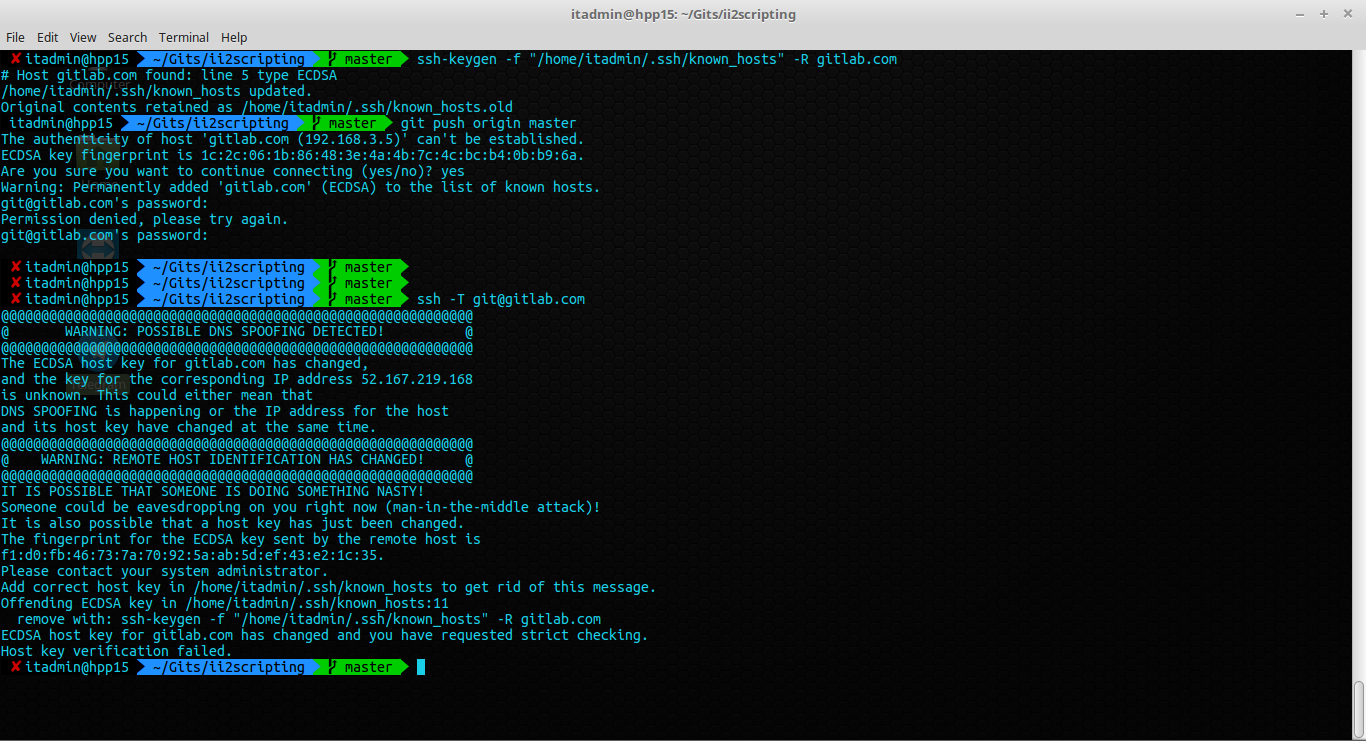 itadmin@hpp15: ~/Gits/ii2scripting
File Edit View Search Terminal Help
✘ itadmin@hpp15 ~/Gits/ii2scripting master ssh-keygen -f "/home/itadmin/.ssh/known_hosts" -R gitlab.com
# Host gitlab.com found: line 5 type ECDSA
/home/itadmin/.ssh/known_hosts updated.
Original contents retained as /home/itadmin/.ssh/known_hosts.old
itadmin@hpp15 ~/Gits/ii2scripting master git push origin master
The authenticity of host 'gitlab.com (192.168.3.5)' can't be established.
ECDSA key fingerprint is 1c:2c:06:1b:86:48:3e:4a:4b:7c:4c:bc:b4:0b:b9:6a.
Are you sure you want to continue connecting (yes/no)? yes
Warning: Permanently added 'gitlab.com' (ECDSA) to the list of known hosts.
git@gitlab.com's password:
Permission denied, please try again.
git@gitlab.com's password:
✘ itadmin@hpp15 ~/Gits/ii2scripting master
✘ itadmin@hpp15 ~/Gits/ii2scripting master
✘ itadmin@hpp15 ~/Gits/ii2scripting master ssh -T git@gitlab.com
@@@@@@@@@@@@@@@@@@@@@@@@@@@@@@@@@@@@@@@@@@@@@@@@@@@@@@@@@@@
@       WARNING: POSSIBLE DNS SPOOFING DETECTED!          @
@@@@@@@@@@@@@@@@@@@@@@@@@@@@@@@@@@@@@@@@@@@@@@@@@@@@@@@@@@@
The ECDSA host key for gitlab.com has changed,
and the key for the corresponding IP address 52.167.219.168
is unknown. This could either mean that
DNS SPOOFING is happening or the IP address for the host
and its host key have changed at the same time.
@@@@@@@@@@@@@@@@@@@@@@@@@@@@@@@@@@@@@@@@@@@@@@@@@@@@@@@@@@@
@    WARNING: REMOTE HOST IDENTIFICATION HAS CHANGED!     @
@@@@@@@@@@@@@@@@@@@@@@@@@@@@@@@@@@@@@@@@@@@@@@@@@@@@@@@@@@@
IT IS POSSIBLE THAT SOMEONE IS DOING SOMETHING NASTY!
Someone could be eavesdropping on you right now (man-in-the-middle attack)!
It is also possible that a host key has just been changed.
The fingerprint for the ECDSA key sent by the remote host is
f1:d0:fb:46:73:7a:70:92:5a:ab:5d:ef:43:e2:1c:35.
Please contact your system administrator.
Add correct host key in /home/itadmin/.ssh/known_hosts to get rid of this message.
Offending ECDSA key in /home/itadmin/.ssh/known_hosts:11
  remove with: ssh-keygen -f "/home/itadmin/.ssh/known_hosts" -R gitlab.com
ECDSA host key for gitlab.com has changed and you have requested strict checking.
Host key verification failed.
✘ itadmin@hpp15 ~/Gits/ii2scripting master